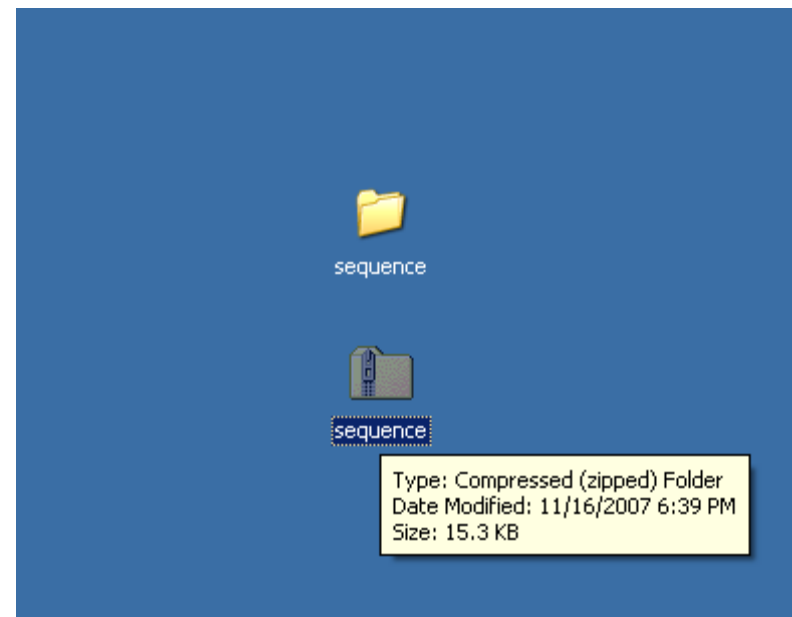 sequence
sequence
Type: Compressed (zipped) Folder
Date Modified: 11/16/2007 6:39 PM
Size: 15.3 KB